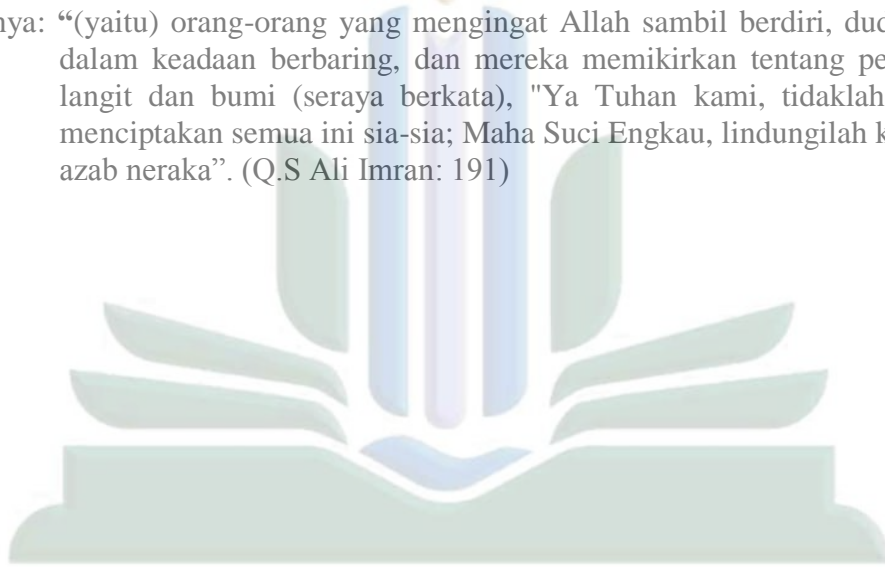 nya: “(yaitu) orang-orang yang mengingat Allah sambil berdiri, dud
dalam keadaan berbaring, dan mereka memikirkan tentang pe
langit dan bumi (seraya berkata), "Ya Tuhan kami, tidaklah
menciptakan semua ini sia-sia; Maha Suci Engkau, lindungilah k
azab neraka”. (Q.S Ali Imran: 191)